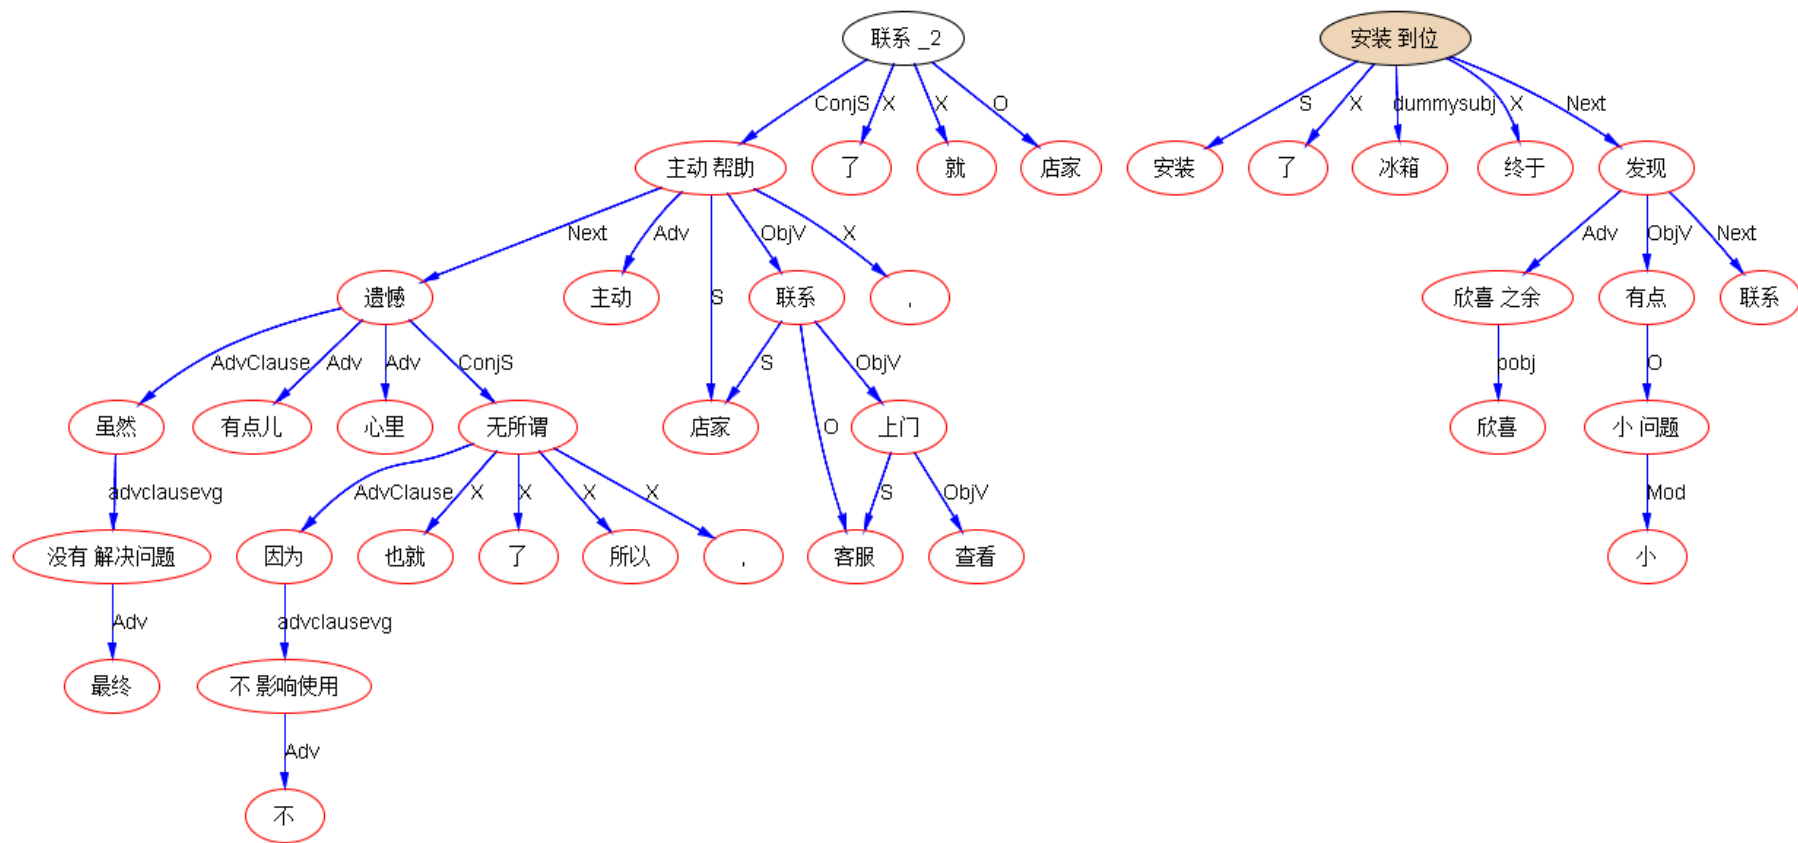 联系 _2
安装 到位
ConjS X X O
S X dummysubj X Next
主动 帮助 了 就 店家
安装 了 冰箱 终于 发现
Next Adv S ObjV X
Adv ObjV Next
遗憾 主动 联系 ,
欣喜 之余 有点 联系
AdvClause Adv Adv ConjS S O ObjV
pobj O
虽然 有点儿 心里 无所谓 店家 上门
欣喜 小 问题
advclausevg AdvClause X X X X S ObjV
Mod
没有 解决问题 因为 也就 了 所以 , 客服 查看
小
Adv advclausevg
最终 不 影响使用
Adv
不